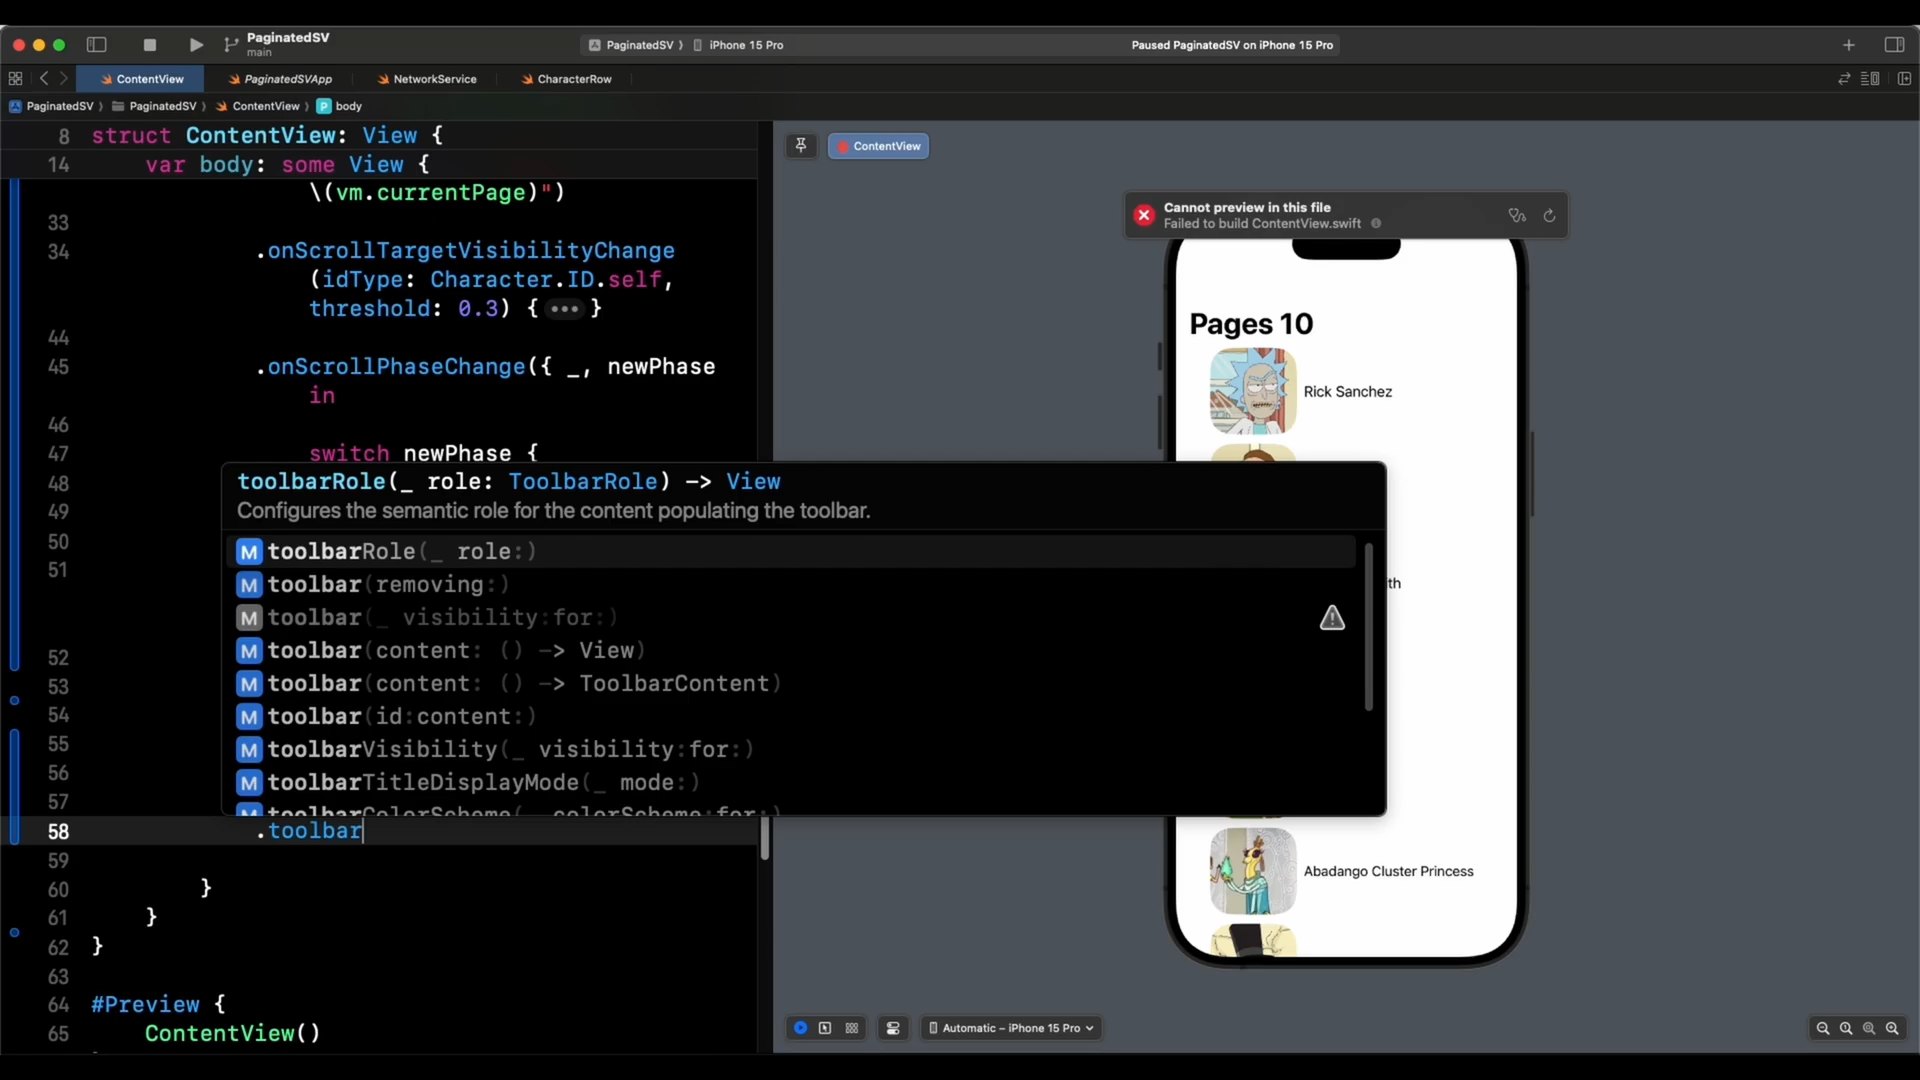 PaginatedSV
main
PaginatedSV
iPhone 15 Pro
Paused PaginatedSV on iPhone 15 Pro
ContentView
PaginatedSVApp
NetworkService
CharacterRow
PaginatedSV
PaginatedSV
ContentView
P
body
8 struct ContentView: View {
14 var body: some View {
\(vm.currentPage)")
33
34 .onScrollTargetVisibilityChange
(idType: Character.ID.self,
threshold: 0.3) { ••• }
44
45 .onScrollPhaseChange({ _, newPhase
in
46
47 switch newPhase {
48
49
50
51
52
53
54
55
56
57
toolbarRole(_ role: ToolbarRole) -> View
Configures the semantic role for the content populating the toolbar.
M toolbarRole(_ role:)
M toolbar(removing:)
M toolbar(_ visibility:for:)
M toolbar(content: () -> View)
M toolbar(content: () -> ToolbarContent)
M toolbar(id:content:)
M toolbarVisibility(_ visibility:for:)
M toolbarTitleDisplayMode(_ mode:)
M toolbarColorScheme(_ colorScheme:for:)
58 .toolbar
59
60 }
61 }
62 }
63
64 #Preview {
65 ContentView()
ContentView
Cannot preview in this file
Failed to build ContentView.swift
Pages 10
Rick Sanchez
th
Abadango Cluster Princess
Automatic – iPhone 15 Pro